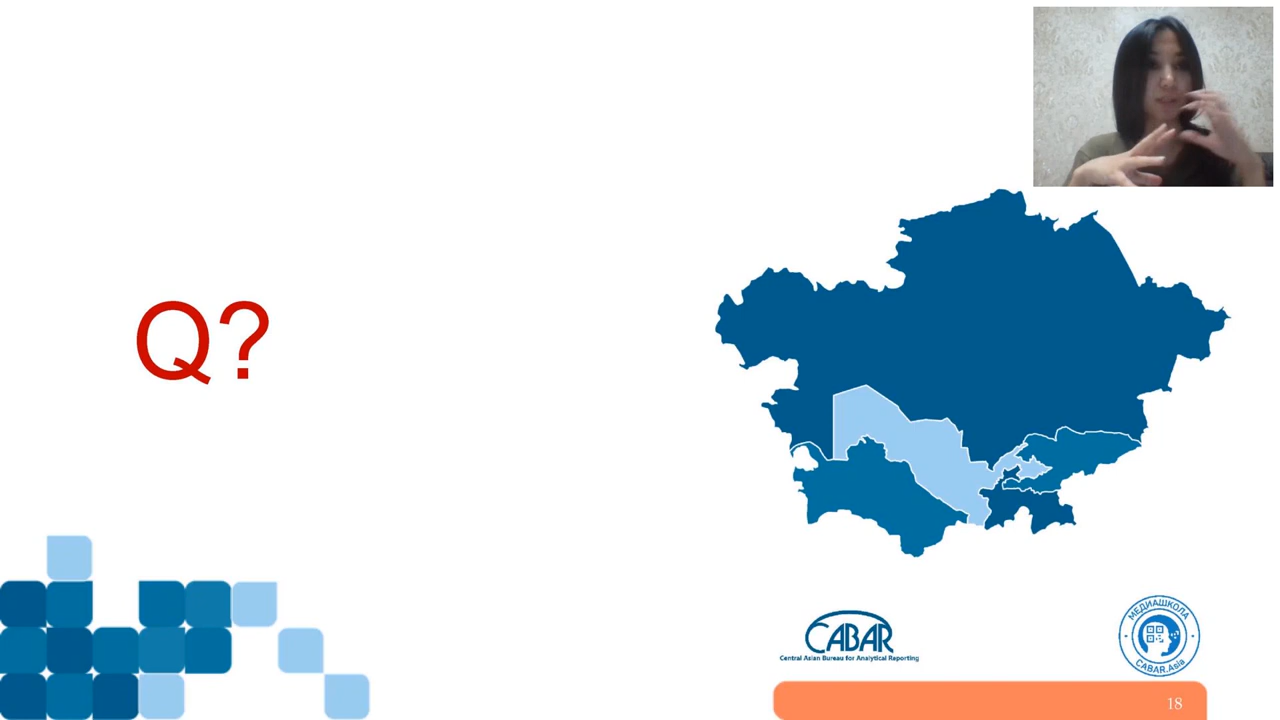 Q?
CABAR
Central Asian Bureau for Analytical Reporting
МЕДИАШКОЛА
CABAR.Asia
18